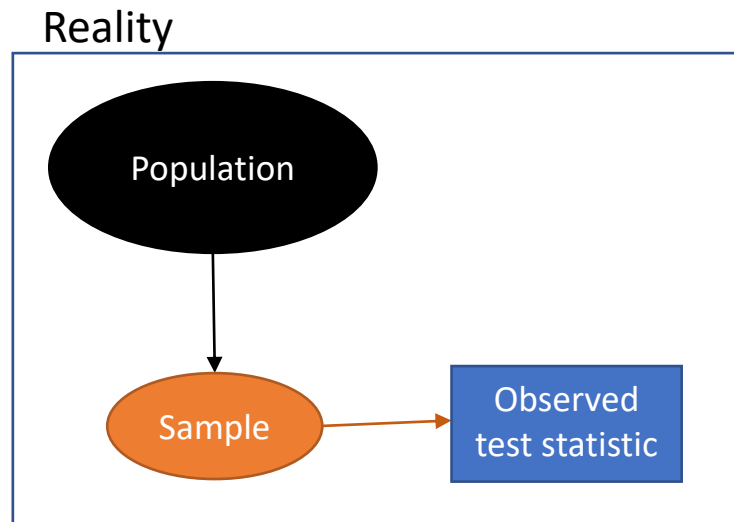 Reality
Population
Sample
Observed
test statistic